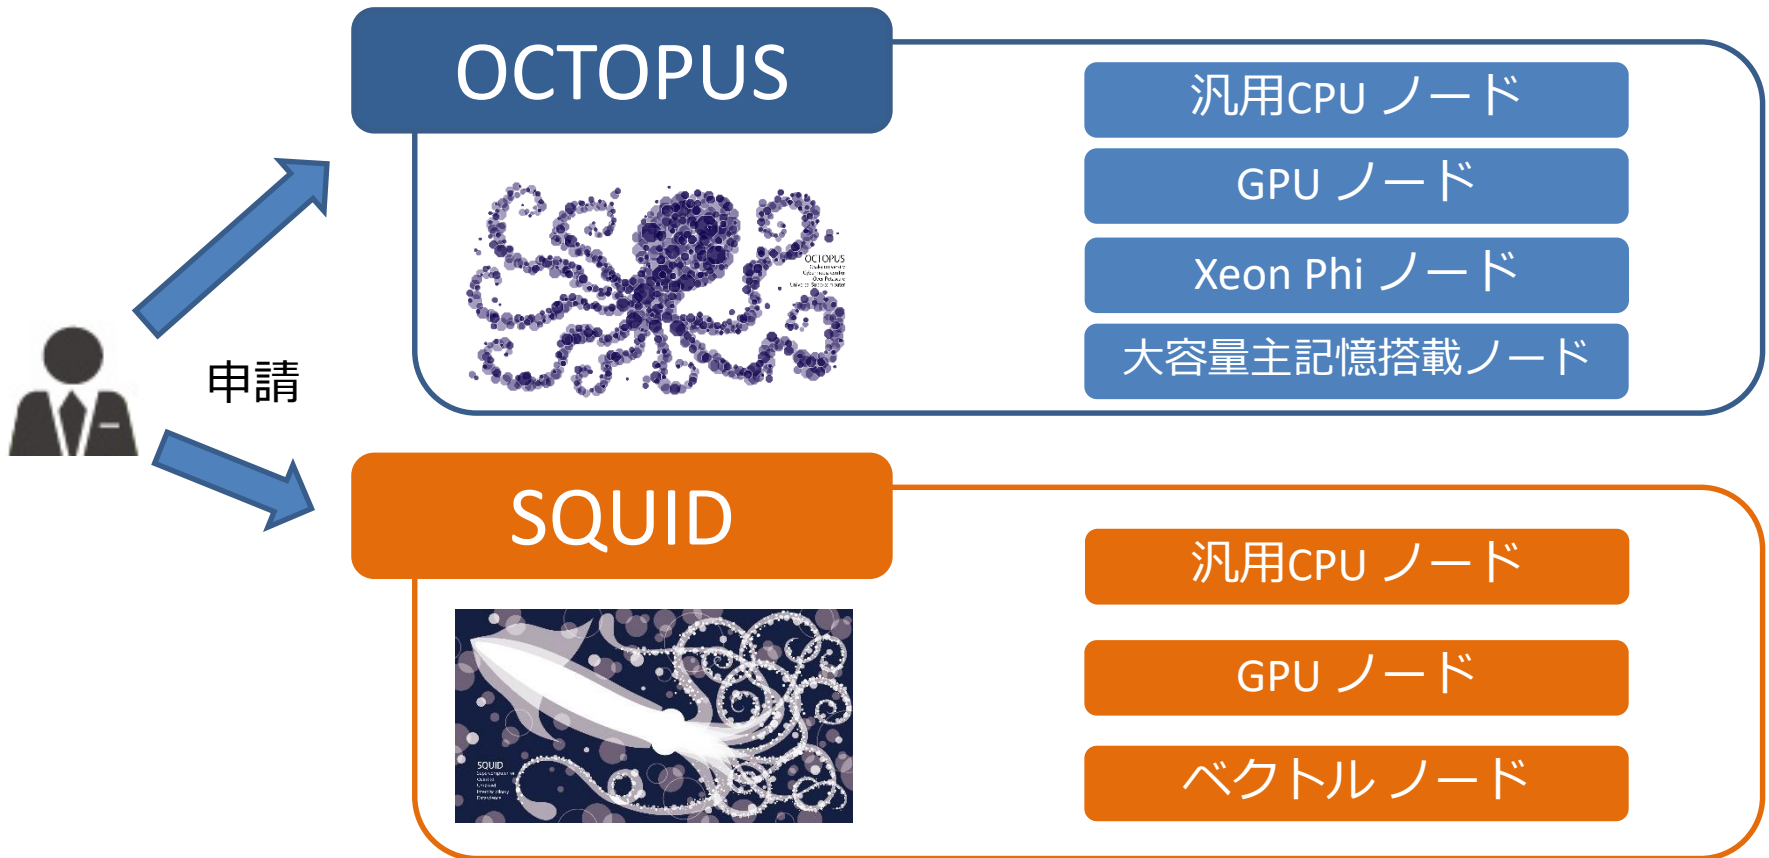 OCTOPUS
汎用CPU ノード
GPU ノード
Xeon Phi ノード
大容量主記憶搭載ノード
OCTOPUS
申請
SQUID
汎用CPU ノード
GPU ノード
ベクトル ノード
SQUID